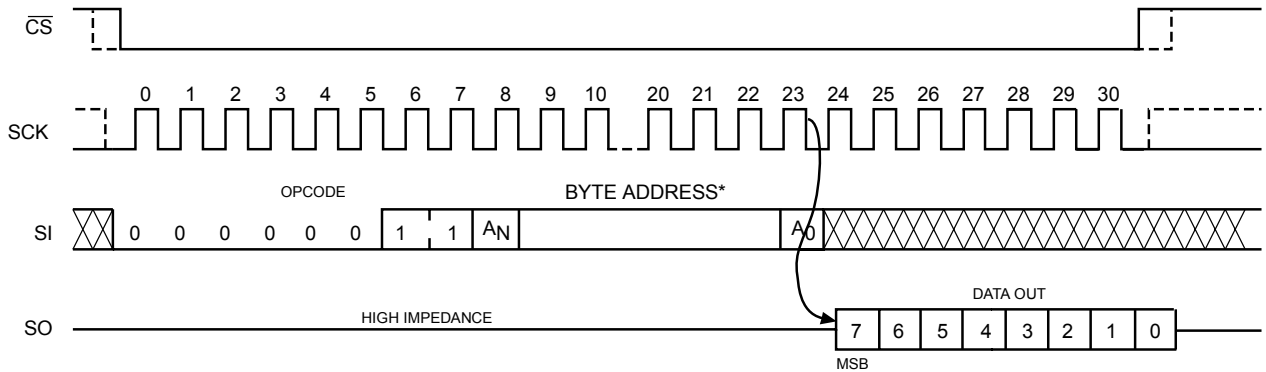 CS
0 1 2 3 4 5 6 7 8 9 10 20 21 22 23 24 25 26 27 28 29 30
SCK
OPCODE BYTE ADDRESS*
SI 0 0 0 0 0 0 1 1 AN A0
DATA OUT
SO HIGH IMPEDANCE 7 6 5 4 3 2 1 0
MSB